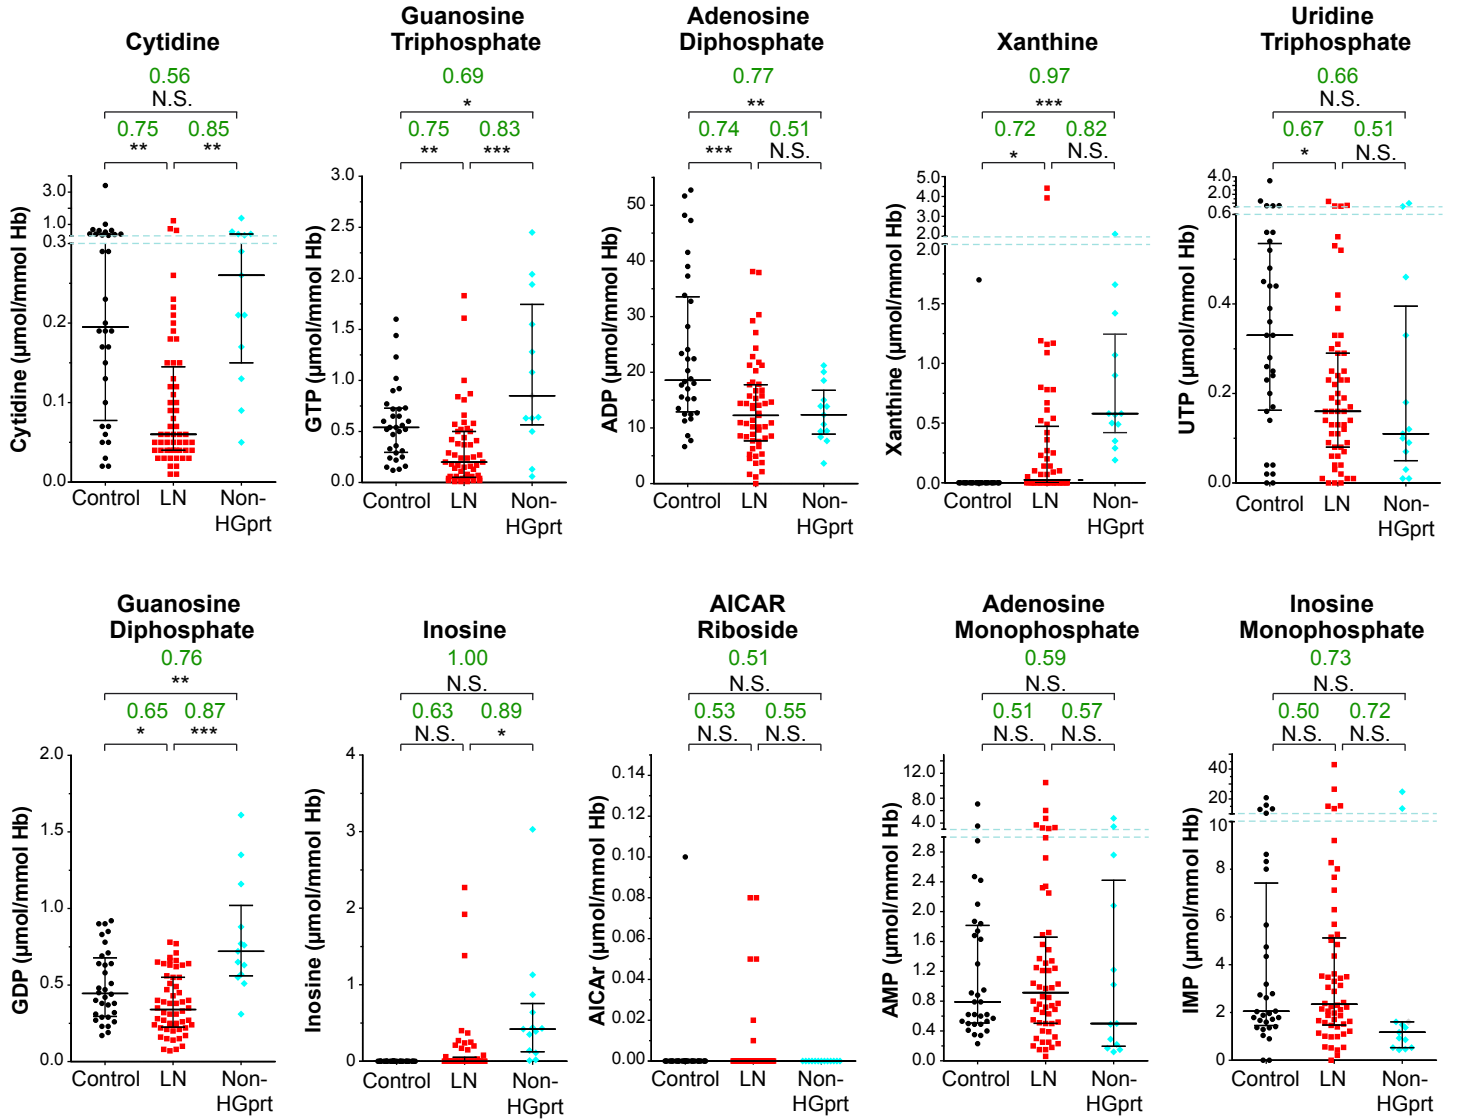 Cytidine
0.56
N.S.
0.75 0.85
** **
Cytidine (µmol/mmol Hb)
3.0
1.0
0.3
0.2
0.1
0.0
Control LN Non-
HGprt
Guanosine
Triphosphate
0.69
*
0.75 0.83
** ***
GTP (µmol/mmol Hb)
3.0
2.5
2.0
1.5
1.0
0.5
0.0
Control LN Non-
HGprt
Adenosine
Diphosphate
0.77
**
0.74 0.51
*** N.S.
ADP (µmol/mmol Hb)
50
40
30
20
10
0
Control LN Non-
HGprt
Xanthine
0.97
***
0.72 0.82
* N.S.
Xanthine (µmol/mmol Hb)
5.0
4.0
3.0
2.0
2.0
1.5
1.0
0.5
0.0
Control LN Non-
HGprt
Uridine
Triphosphate
0.66
N.S.
0.67 0.51
* N.S.
UTP (µmol/mmol Hb)
4.0
2.0
0.6
0.4
0.2
0.0
Control LN Non-
HGprt
Guanosine
Diphosphate
0.76
**
0.65 0.87
* ***
GDP (µmol/mmol Hb)
2.0
1.5
1.0
0.5
0.0
Control LN Non-
HGprt
Inosine
1.00
N.S.
0.63 0.89
N.S. *
Inosine (µmol/mmol Hb)
4
3
2
1
0
Control LN Non-
HGprt
AICAR
Riboside
0.51
N.S.
0.53 0.55
N.S. N.S.
AICAr (µmol/mmol Hb)
0.14
0.12
0.10
0.08
0.06
0.04
0.02
0.00
Control LN Non-
HGprt
Adenosine
Monophosphate
0.59
N.S.
0.51 0.57
N.S. N.S.
AMP (µmol/mmol Hb)
12.0
8.0
4.0
2.8
2.4
2.0
1.6
1.2
0.8
0.4
0.0
Control LN Non-
HGprt
Inosine
Monophosphate
0.73
N.S.
0.50 0.72
N.S. N.S.
IMP (µmol/mmol Hb)
40
20
10
8
6
4
2
0
Control LN Non-
HGprt